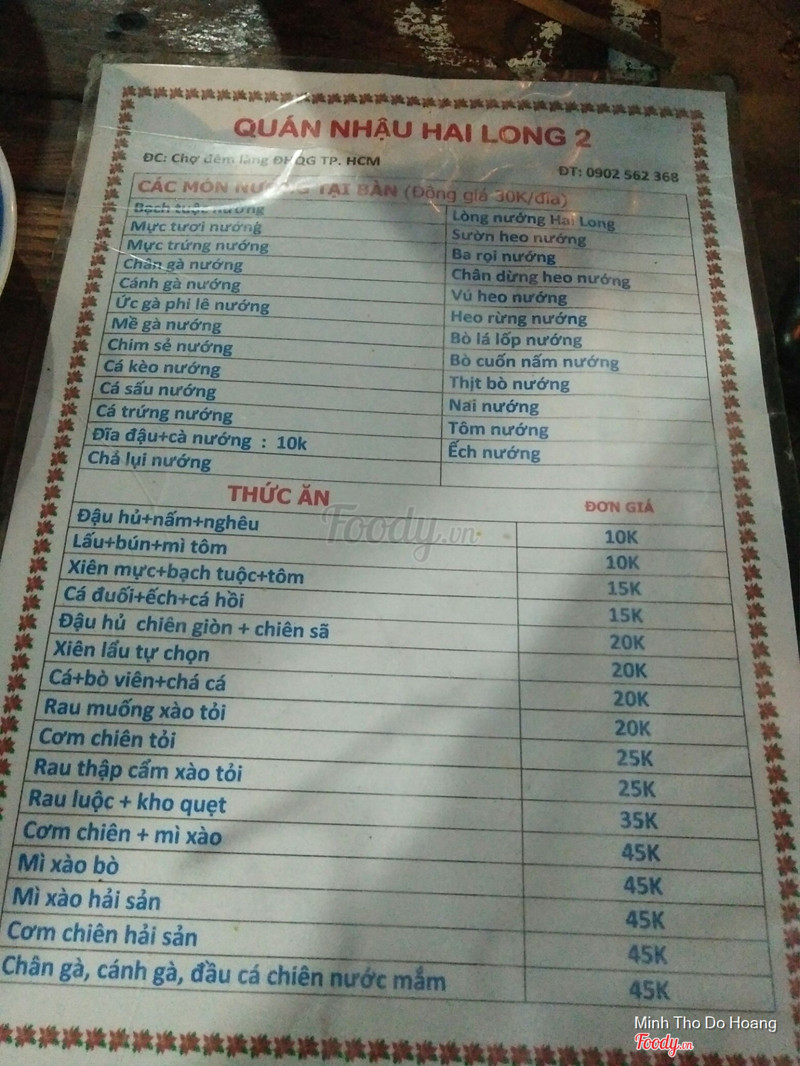 QUÁN NHẬU HAI LONG 2
ĐC: Chợ đêm làng ĐHQG TP. HCM
ĐT: 0902 562 368
CÁC MÓN NƯỚNG TẠI BÀN (Đồng giá 30K/đĩa)
Bạch tuộc nướng
Lòng nướng Hai Long
Mực tươi nướng
Sườn heo nướng
Mực trứng nướng
Ba rọi nướng
Chân gà nướng
Chân dừng heo nướng
Cánh gà nướng
Vú heo nướng
Ức gà phi lê nướng
Heo rừng nướng
Mề gà nướng
Bò lá lốp nướng
Chim sẻ nướng
Bò cuốn nấm nướng
Cá kèo nướng
Thịt bò nướng
Cá sấu nướng
Nai nướng
Cá trứng nướng
Tôm nướng
Đĩa đậu+cà nướng : 10k
Ếch nướng
Chả lụi nướng
THỨC ĂN ĐƠN GIÁ
Đậu hủ+nấm+nghêu 10K
Lẩu+bún+mì tôm 10K
Xiên mực+bạch tuộc+tôm 15K
Cá đuối+ếch+cá hồi 15K
Đậu hủ chiên giòn + chiên sã 20K
Xiên lẩu tự chọn 20K
Cá+bò viên+chá cá 20K
Rau muống xào tỏi 20K
Cơm chiên tỏi 25K
Rau thập cẩm xào tỏi 25K
Rau luộc + kho quẹt 35K
Cơm chiên + mì xào 45K
Mì xào bò 45K
Mì xào hải sản 45K
Cơm chiên hải sản 45K
Chân gà, cánh gà, đầu cá chiên nước mắm 45K
Foody.vn
Minh Tho Do Hoang
Foody.vn